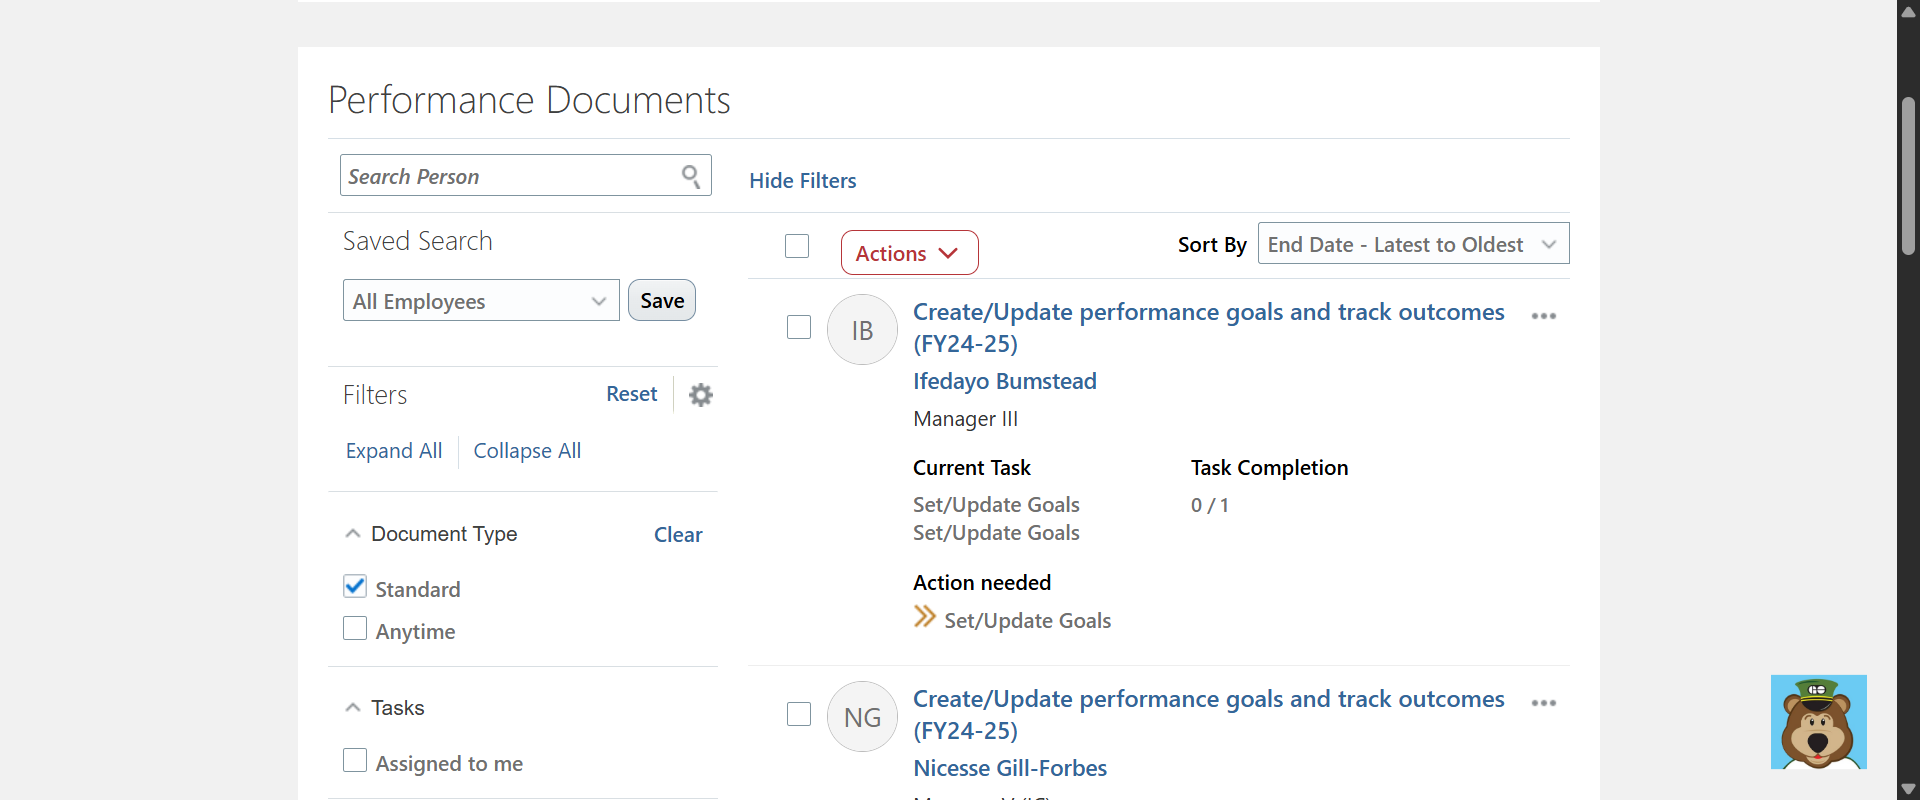 Performance Documents
Search Person
Hide Filters
Saved Search
All Employees
Save
Filters
Reset
Expand All
Collapse All
Document Type
Clear
Standard
Anytime
Tasks
Assigned to me
Actions
Sort By
End Date - Latest to Oldest
IB
Create/Update performance goals and track outcomes
(FY24-25)
Ifedayo Bumstead
Manager III
Current Task
Task Completion
Set/Update Goals
0 / 1
Set/Update Goals
Action needed
Set/Update Goals
NG
Create/Update performance goals and track outcomes
(FY24-25)
Nicesse Gill-Forbes